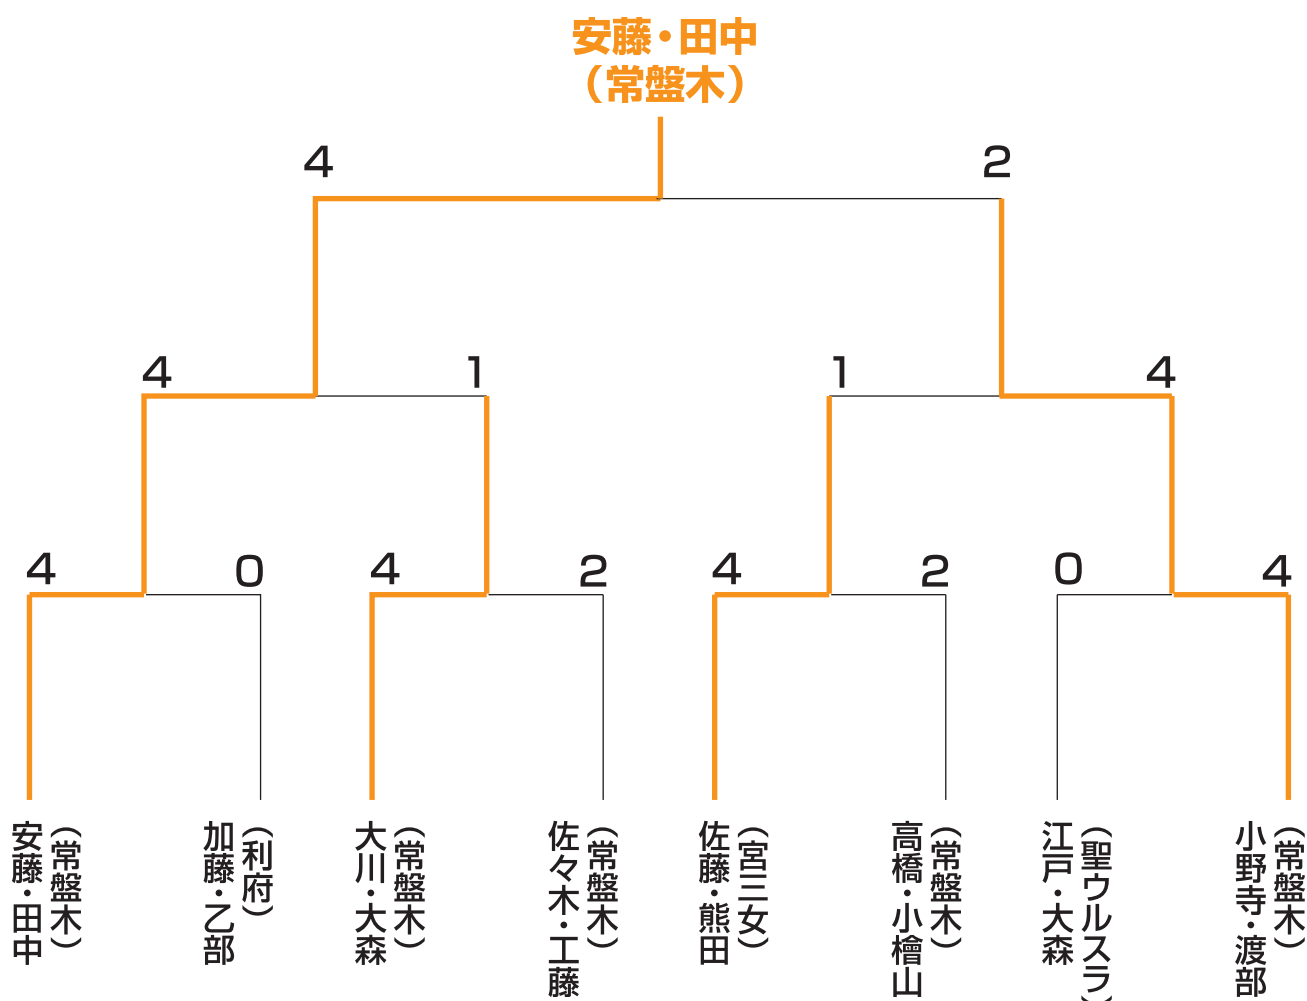 安藤・田中
（常盤木）
4
2
4
1
1
4
4
0
4
2
4
2
0
4
安藤・田中
（常盤木）
加藤・乙部
（利府）
大川・大森
（常盤木）
佐々木・工藤
（常盤木）
佐藤・熊田
（宮三女）
高橋・小檜山
（常盤木）
江戸・大森
（聖ウルスラ）
小野寺・渡部
（常盤木）